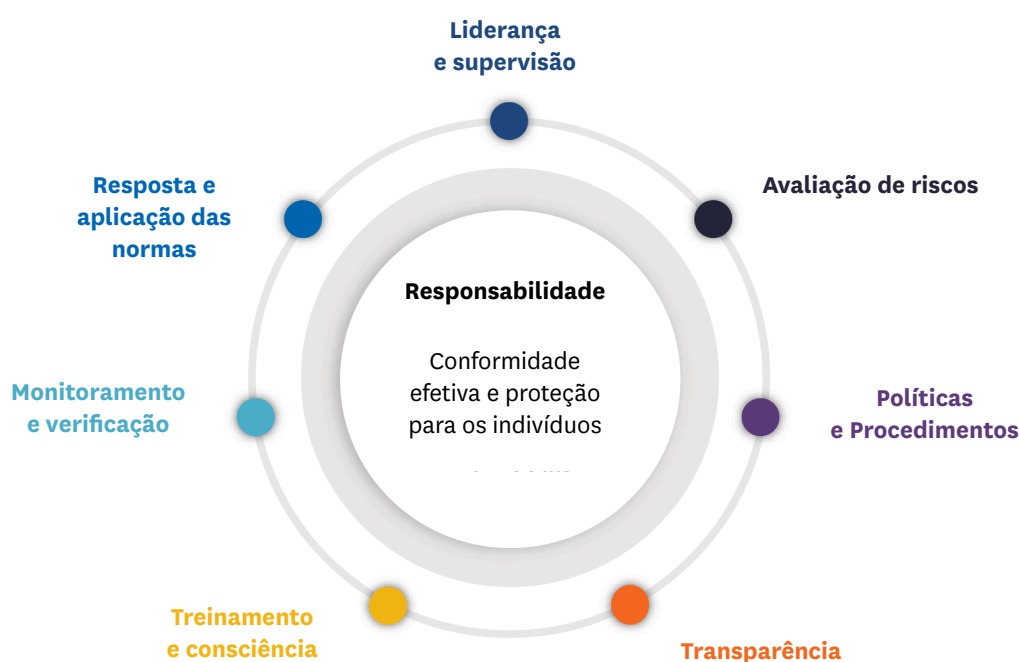 Liderança
e supervisão
Avaliação de riscos
Políticas
e Procedimentos
Transparência
Treinamento
e consciência
Monitoramento
e verificação
Resposta e
aplicação das
normas
Responsabilidade
Conformidade
efetiva e proteção
para os indivíduos